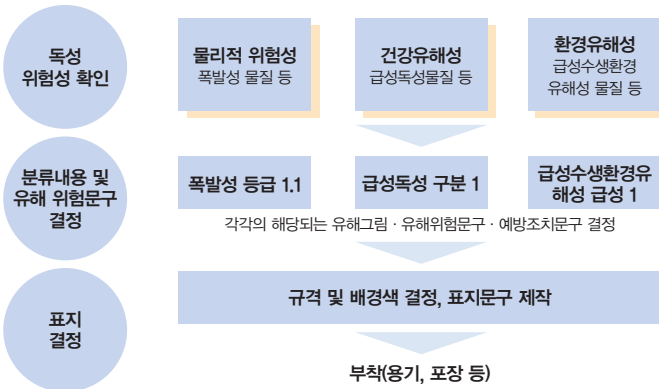 독성
위험성 확인
물리적 위험성
폭발성 물질 등
건강유해성
급성독성물질 등
환경유해성
급성수생환경
유해성 물질 등
분류내용 및
유해 위험문구
결정
폭발성 등급 1.1
급성독성 구분 1
급성수생환경유
해성 급성 1
각각의 해당되는 유해그림 · 유해위험문구 · 예방조치문구 결정
표지
결정
규격 및 배경색 결정, 표지문구 제작
부착(용기, 포장 등)